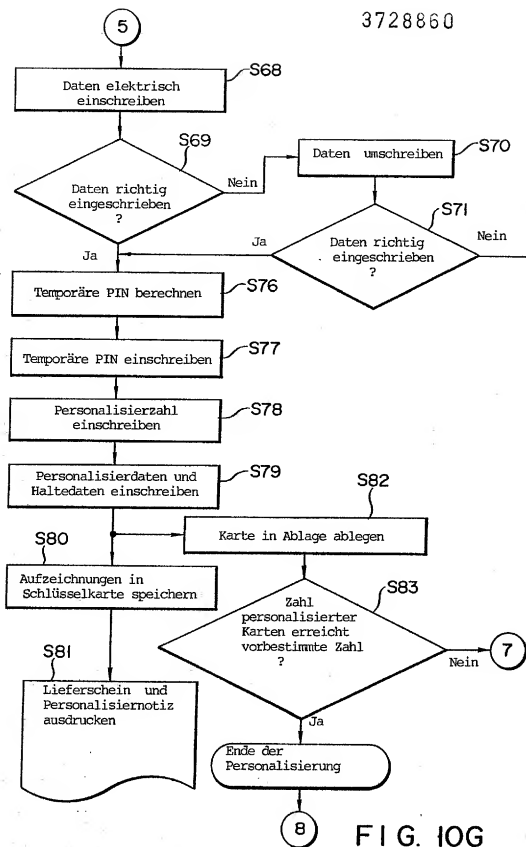 3728860
5
S68
Daten elektrisch
einschreiben
S69
Daten richtig
eingeschrieben
?
Nein
Ja
S70
Daten umschreiben
S71
Daten richtig
eingeschrieben
?
Nein
Ja
S76
Temporäre PIN berechnen
S77
Temporäre PIN einschreiben
S78
Personalisierzahl
einschreiben
S79
Personalisierdaten und
Haltedaten einschreiben
S80
Aufzeichnungen in
Schlüsselkarte speichern
S81
Lieferschein und
Personalisiernotiz
ausdrucken
S82
Karte in Ablage ablegen
S83
Zahl
personalisierter
Karten erreicht
vorbestimmte Zahl
?
Nein
7
Ja
Ende der
Personalisierung
8
FIG. 10G